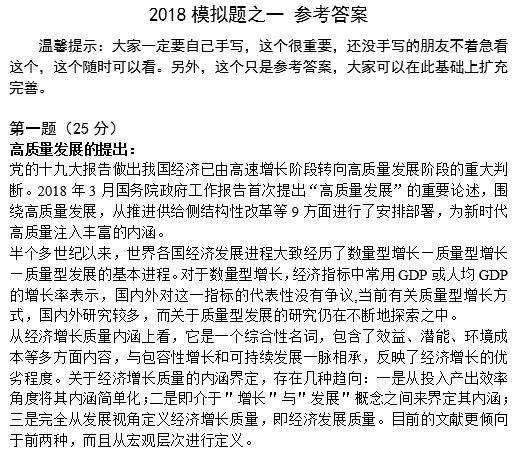 2018 模拟题之一 参考答案
温馨提示：大家一定要自己手写，这个很重要，还没手写的朋友不着急看
这个，这个随时可以看。另外，这个只是参考答案，大家可以在此基础上扩充
完善。
第一题（25 分）
高质量发展的提出：
党的十九大报告做出我国经济已由高速增长阶段转向高质量发展阶段的重大判
断。2018 年 3 月国务院政府工作报告首次提出“高质量发展”的重要论述，围
绕高质量发展，从推进供给侧结构性改革等 9 方面进行了安排部署，为新时代
高质量注入丰富的内涵。
半个多世纪以来，世界各国经济发展进程大致经历了数量型增长－质量型增长
－质量型发展的基本进程。对于数量型增长，经济指标中常用 GDP 或人均 GDP
的增长率表示，国内外对这一指标的代表性没有争议,当前有关质量型增长方
式，国内外研究较多，而关于质量型发展的研究仍在不断地探索之中。
从经济增长质量内涵上看，它是一个综合性名词，包含了效益、潜能、环境成
本等多方面内容，与包容性增长和可持续发展一脉相承，反映了经济增长的优
劣程度。关于经济增长质量的内涵界定，存在几种趋向：一是从投入产出效率
角度将其内涵简单化；二是即介于＂增长＂与＂发展＂概念之间来界定其内涵；
三是完全从发展视角定义经济增长质量，即经济发展质量。目前的文献更倾向
于前两种，而且从宏观层次进行定义。